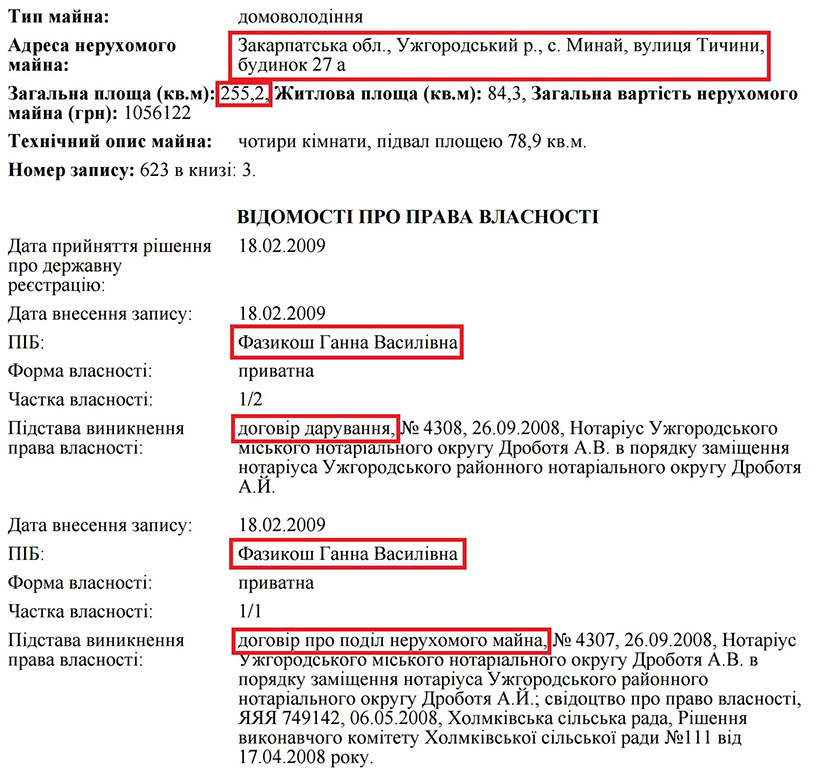 Тип майна: домоволодіння
Адреса нерухомого майна: Закарпатська обл., Ужгородський р., с. Минай, вулиця Тичини,
будинок 27 а
Загальна площа (кв.м): 255,2, Житлова площа (кв.м): 84,3, Загальна вартість нерухомого
майна (грн): 1056122
Технічний опис майна: чотири кімнати, підвал площею 78,9 кв.м.
Номер запису: 623 в книзі: 3.
ВІДОМОСТІ ПРО ПРАВА ВЛАСНОСТІ
Дата прийняття рішення 18.02.2009
про державну
реєстрацію:
Дата внесення запису: 18.02.2009
ПІБ: Фазикош Ганна Василівна
Форма власності: приватна
Частка власності: 1/2
Підстава виникнення договір дарування, № 4308, 26.09.2008, Нотаріус Ужгородського
права власності: міського нотаріального округу Дроботя А.В. в порядку заміщення
нотаріуса Ужгородського районного нотаріального округу Дроботя
А.Й.
Дата внесення запису: 18.02.2009
ПІБ: Фазикош Ганна Василівна
Форма власності: приватна
Частка власності: 1/1
Підстава виникнення договір про поділ нерухомого майна, № 4307, 26.09.2008, Нотаріус
права власності: Ужгородського міського нотаріального округу Дроботя А.В. в
порядку заміщення нотаріуса Ужгородського районного
нотаріального округу Дроботя А.Й.; свідоцтво про право власності,
ЯЯЯ 749142, 06.05.2008, Холмківська сільська рада, Рішення
виконавчого комітету Холмківської сільської ради №111 від
17.04.2008 року.